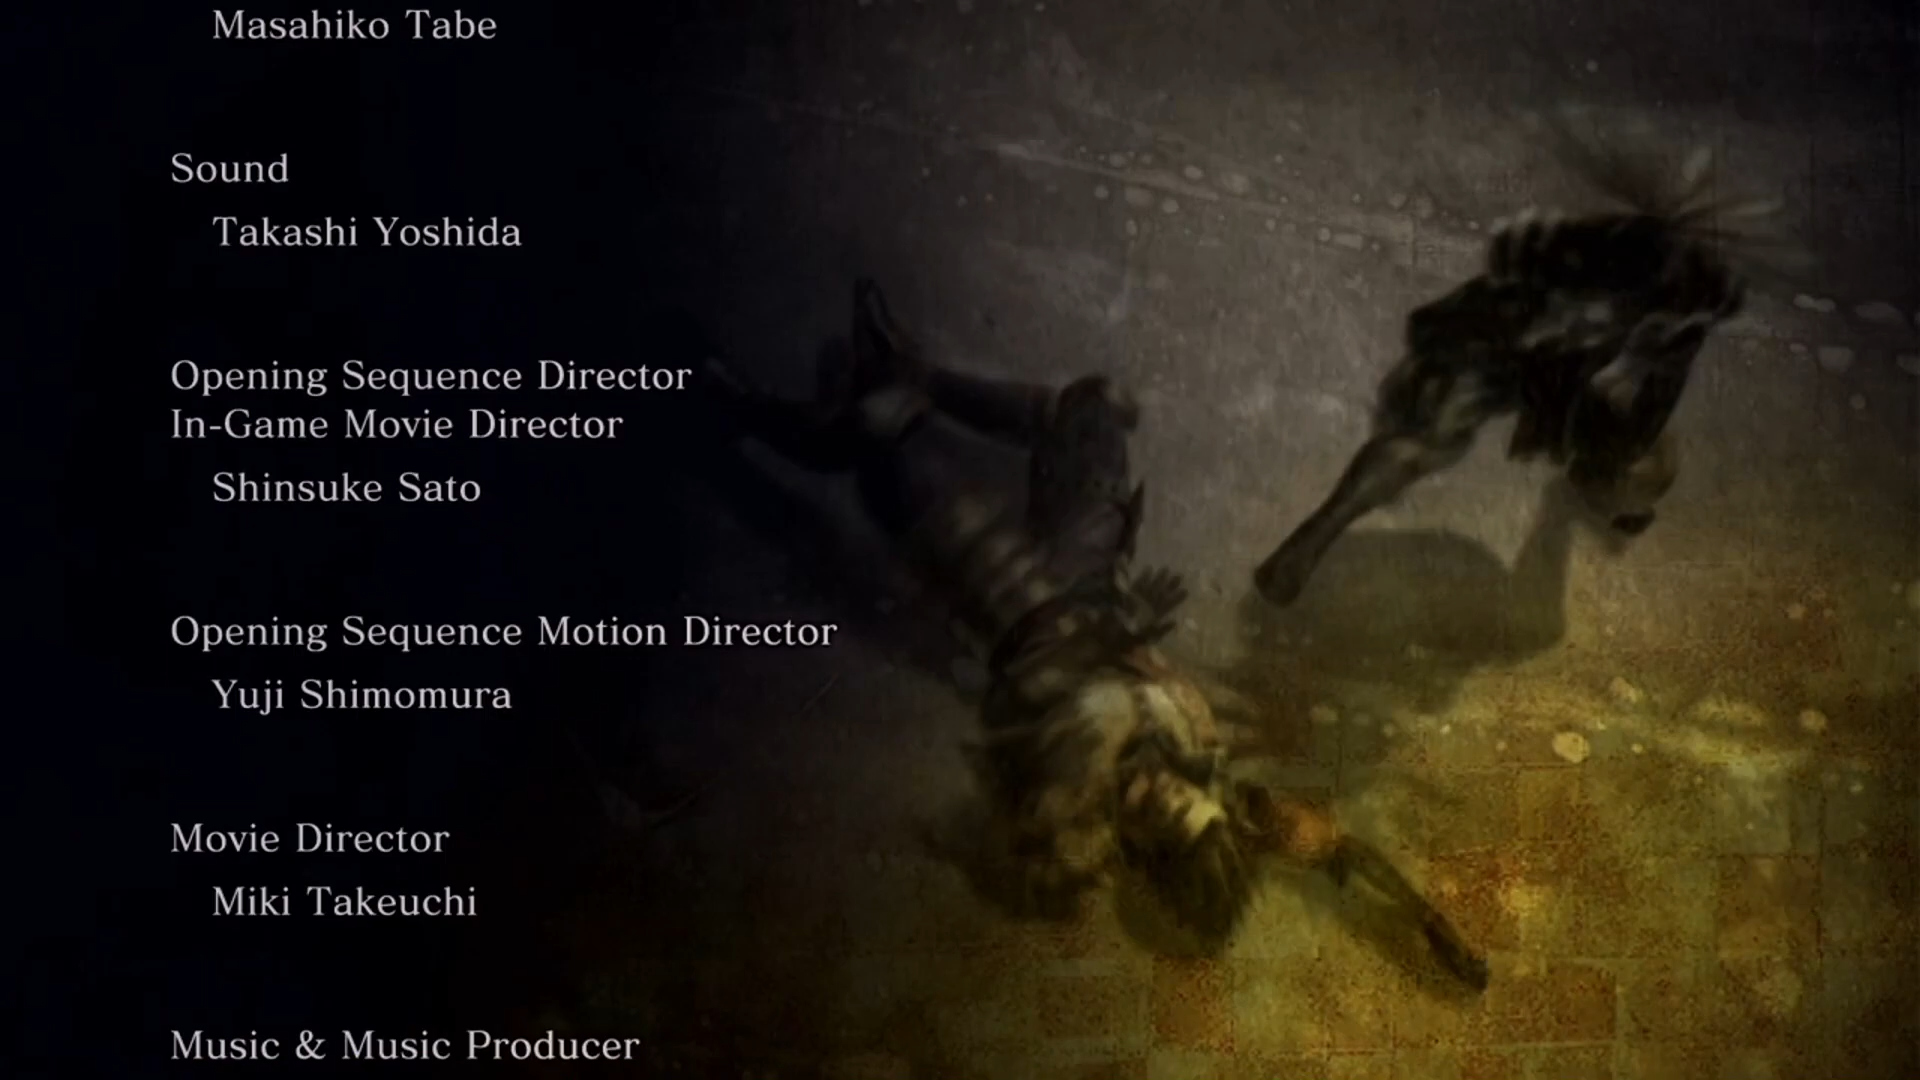 Masahiko Tabe
Sound
Takashi Yoshida
Opening Sequence Director
In-Game Movie Director
Shinsuke Sato
Opening Sequence Motion Director
Yuji Shimomura
Movie Director
Miki Takeuchi
Music & Music Producer